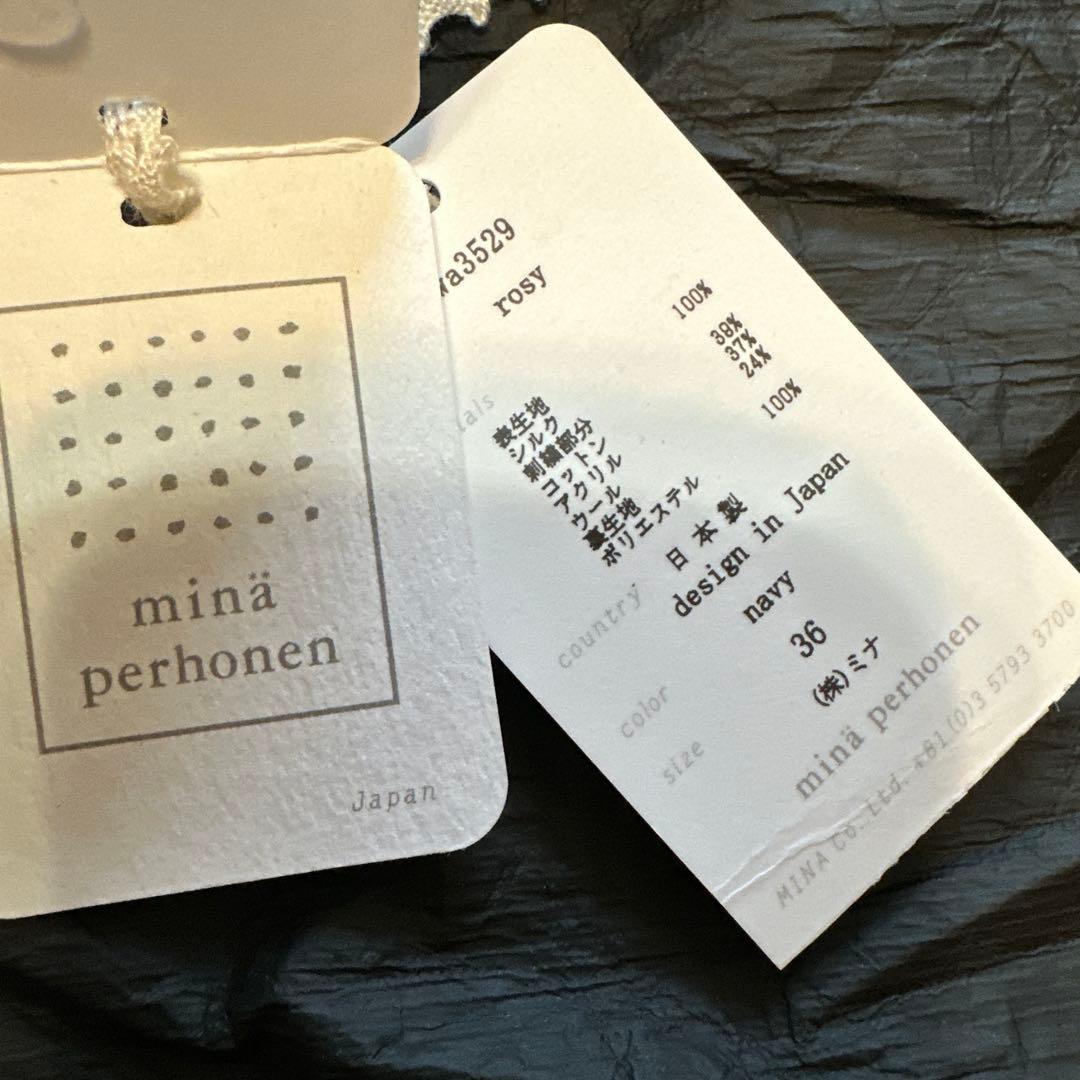 minä
perhonen
Japan
a3529
rosy
表生地
シルク 100%
刺繍部分
コットン 39%
アクリル 37%
ウール 24%
裏生地
ポリエステル 100%
country 日本製
design in Japan
color navy
size 36
(株)ミナ
minä perhonen
MINA Co.,Ltd. +81 (0)3 5793 3700